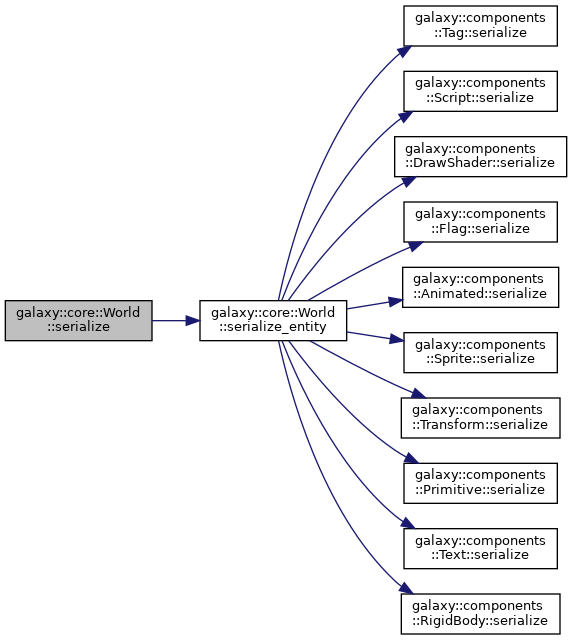 galaxy::components
::Tag::serialize
galaxy::components
::Script::serialize
galaxy::components
::DrawShader::serialize
galaxy::components
::Flag::serialize
galaxy::components
::Animated::serialize
galaxy::core::World
::serialize
galaxy::core::World
::serialize_entity
galaxy::components
::Sprite::serialize
galaxy::components
::Transform::serialize
galaxy::components
::Primitive::serialize
galaxy::components
::Text::serialize
galaxy::components
::RigidBody::serialize